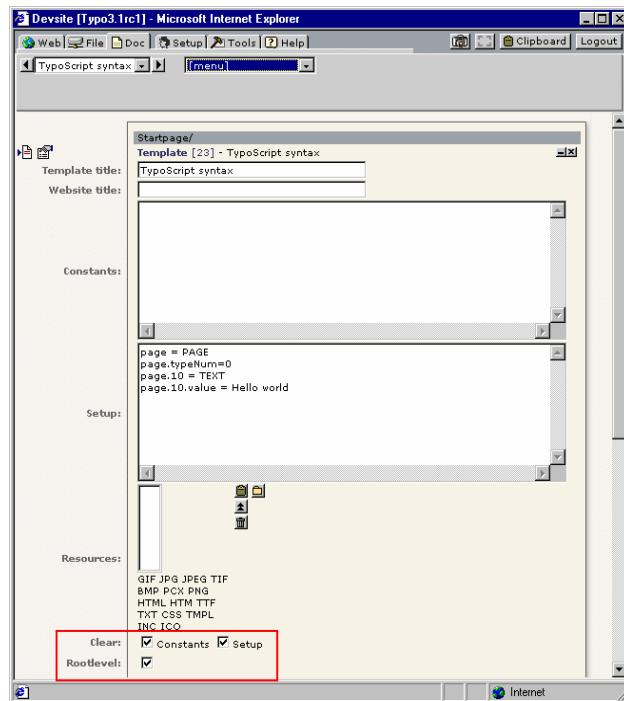 Devsite [Typo3.1rc1] - Microsoft Internet Explorer
Web File Doc Setup Tools Help Clipboard Logout
TypoScript syntax [menu]
Startpage/
Template [23] - TypoScript syntax
Template title: TypoScript syntax
Website title:
Constants:
page = PAGE
page.typeNum=0
page.10 = TEXT
page.10.value = Hello world
Setup:
Resources:
GIF JPG JPEG TIF
BMP PCX PNG
HTML HTM TTF
TXT CSS TMPL
INC ICO
Clear: Constants Setup
Rootlevel:
Internet